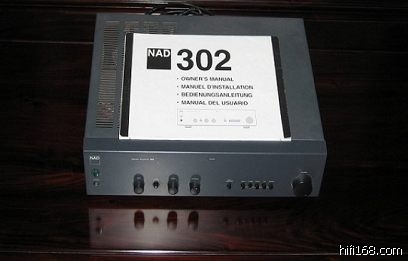 NAD
302
• OWNER'S MANUAL
• MANUEL D'INSTALLATION
• BEDIENUNGSANLEITUNG
• MANUAL DEL USUARIO
NAD
hifi168.com